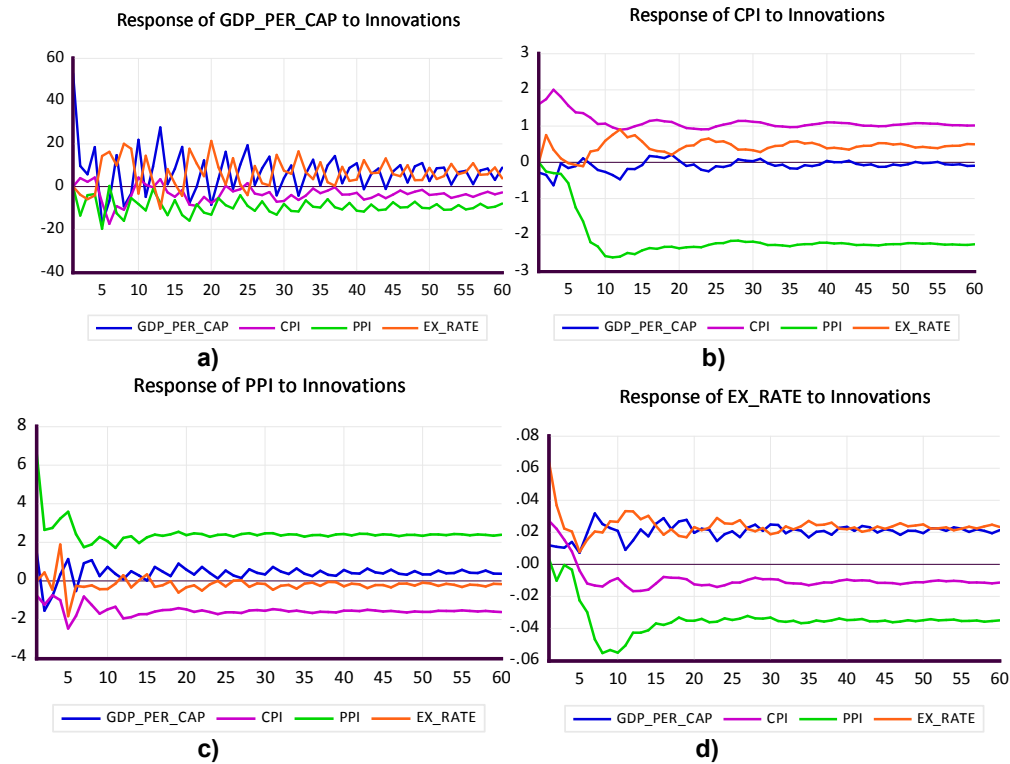 Response of GDP_PER_CAP to Innovations
60
40
20
0
-20
-40
5 10 15 20 25 30 35 40 45 50 55 60
GDP_PER_CAP CPI PPI EX_RATE
a)
Response of CPI to Innovations
3
2
1
0
-1
-2
-3
5 10 15 20 25 30 35 40 45 50 55 60
GDP_PER_CAP CPI PPI EX_RATE
b)
Response of PPI to Innovations
8
6
4
2
0
-2
-4
5 10 15 20 25 30 35 40 45 50 55 60
GDP_PER_CAP CPI PPI EX_RATE
c)
Response of EX_RATE to Innovations
.08
.06
.04
.02
.00
-.02
-.04
-.06
5 10 15 20 25 30 35 40 45 50 55 60
GDP_PER_CAP CPI PPI EX_RATE
d)